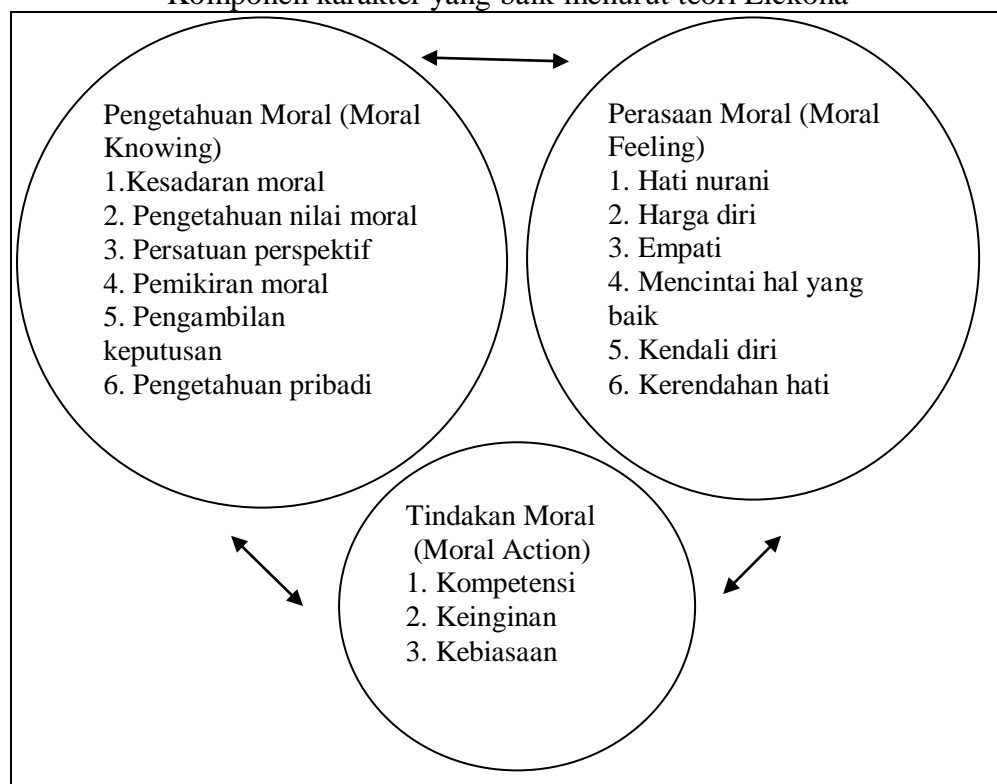 Komponen karakter yang baik menurut teori Lickona
Pengetahuan Moral (Moral
Knowing)
1.Kesadaran moral
2. Pengetahuan nilai moral
3. Persatuan perspektif
4. Pemikiran moral
5. Pengambilan
keputusan
6. Pengetahuan pribadi
Perasaan Moral (Moral
Feeling)
1. Hati nurani
2. Harga diri
3. Empati
4. Mencintai hal yang
baik
5. Kendali diri
6. Kerendahan hati
Tindakan Moral
(Moral Action)
1. Kompetensi
2. Keinginan
3. Kebiasaan